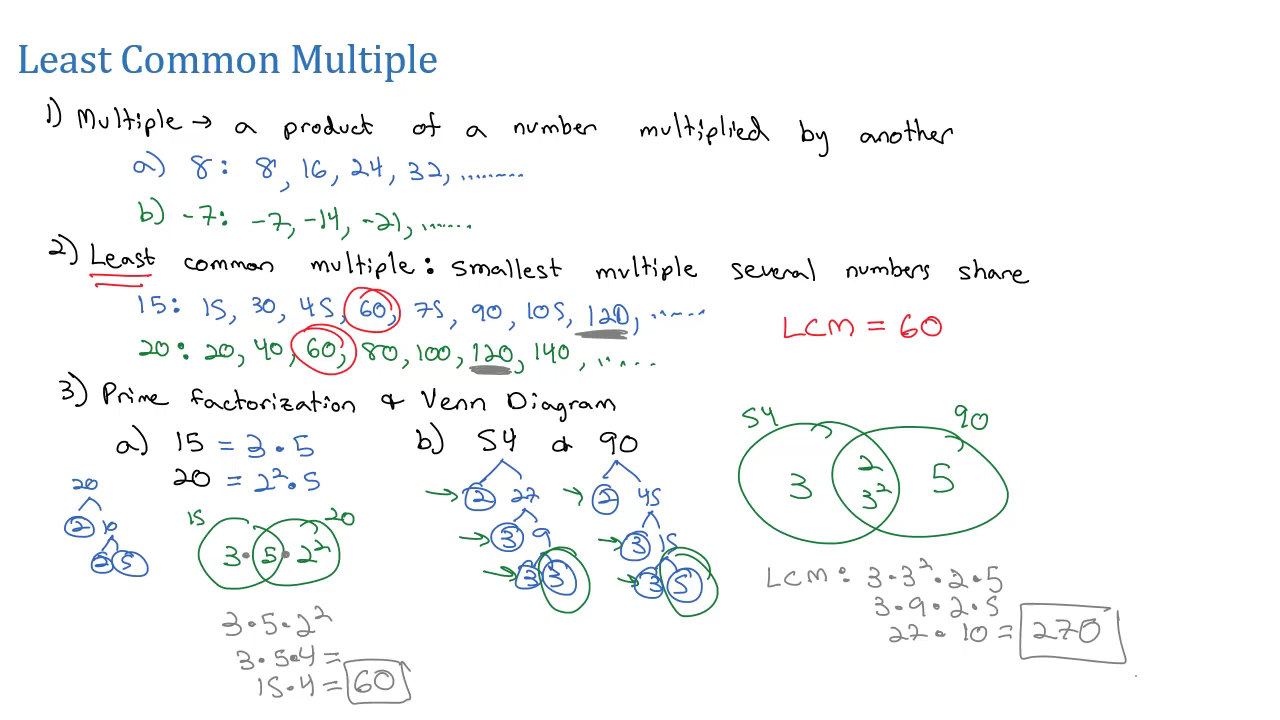 Least Common Multiple
1) Multiple → a product of a number multiplied by another
a) 8: 8, 16, 24, 32, ........
b) -7: -7, -14, -21, ......
2) Least common multiple: smallest multiple several numbers share
15: 15, 30, 45, 60, 75, 90, 105, 120, ......
LCM = 60
20: 20, 40, 60, 80, 100, 120, 140, ......
3) Prime factorization & Venn Diagram
a) 15 = 3·5
20 = 2²·5
20
2 10
2 5
15 20
3·5·2²
3·5·2²
3·5·4=
15·4=60
b) 54 & 90
→2 27 →2 45
→3 9 →3 15
→3 3 →3 5
54 90
3 2 3² 5
LCM: 3·3²·2·5
3·9·2·5
27·10=270